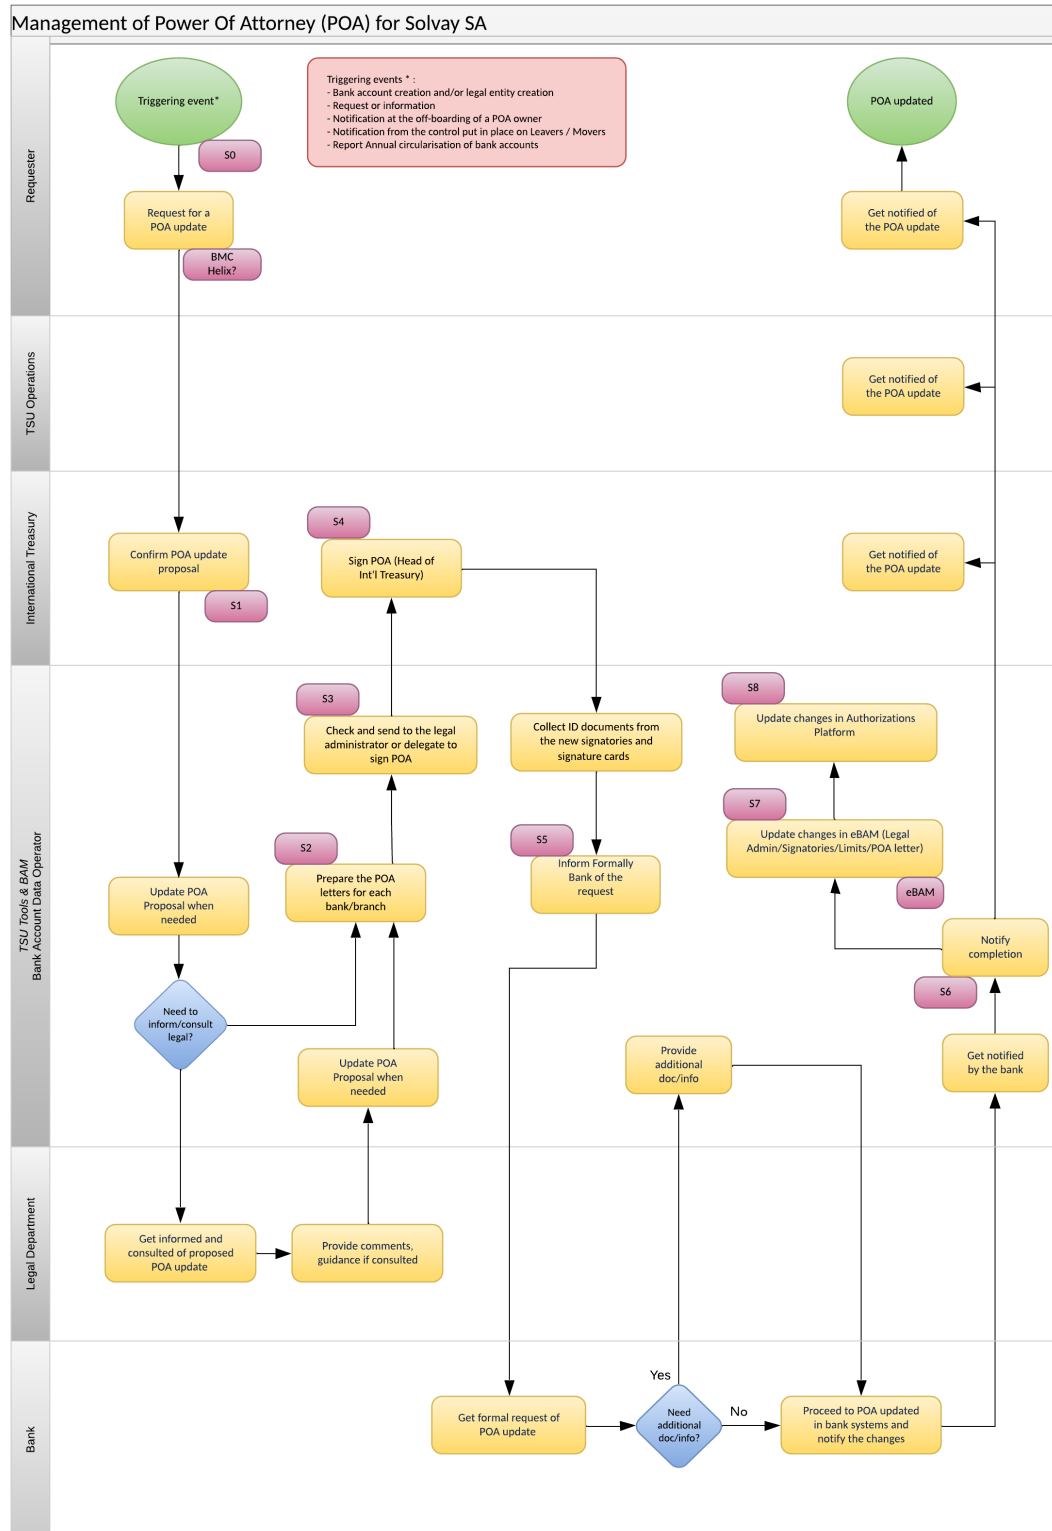 Management of Power Of Attorney (POA) for Solvay SA
Requester
Triggering event*
S0
Triggering events * :
- Bank account creation and/or legal entity creation
- Request or information
- Notification at the off-boarding of a POA owner
- Notification from the control put in place on Leavers / Movers
- Report Annual circularisation of bank accounts
POA updated
Request for a
POA update
BMC
Helix?
Get notified of
the POA update
TSU Operations
Get notified of
the POA update
International Treasury
Confirm POA update
proposal
S1
S4
Sign POA (Head of
Int'l Treasury)
Get notified of
the POA update
TSU Tools & BAM
Bank Account Data Operator
S3
Check and send to the legal
administrator or delegate to
sign POA
Collect ID documents from
the new signatories and
signature cards
S8
Update changes in Authorizations
Platform
S7
Update changes in eBAM (Legal
Admin/Signatories/Limits/POA letter)
eBAM
S2
Prepare the POA
letters for each
bank/branch
S5
Inform Formally
Bank of the
request
Update POA
Proposal when
needed
Notify
completion
S6
Need to
inform/consult
legal?
Update POA
Proposal when
needed
Provide
additional
doc/info
Get notified
by the bank
Legal Department
Get informed and
consulted of proposed
POA update
Provide comments,
guidance if consulted
Bank
Get formal request of
POA update
Yes
Need
additional
doc/info?
No
Proceed to POA updated
in bank systems and
notify the changes